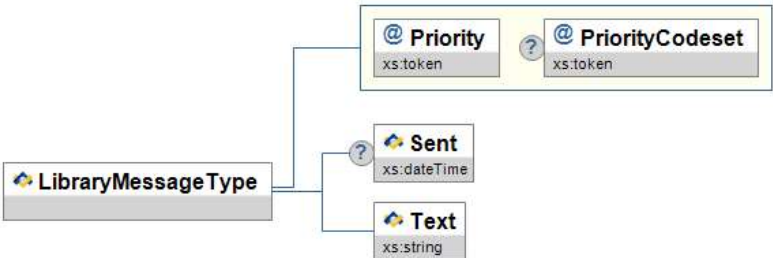 @ Priority
xs:token
? @ PriorityCodeset
xs:token
? Sent
xs:dateTime
LibraryMessageType
Text
xs:string